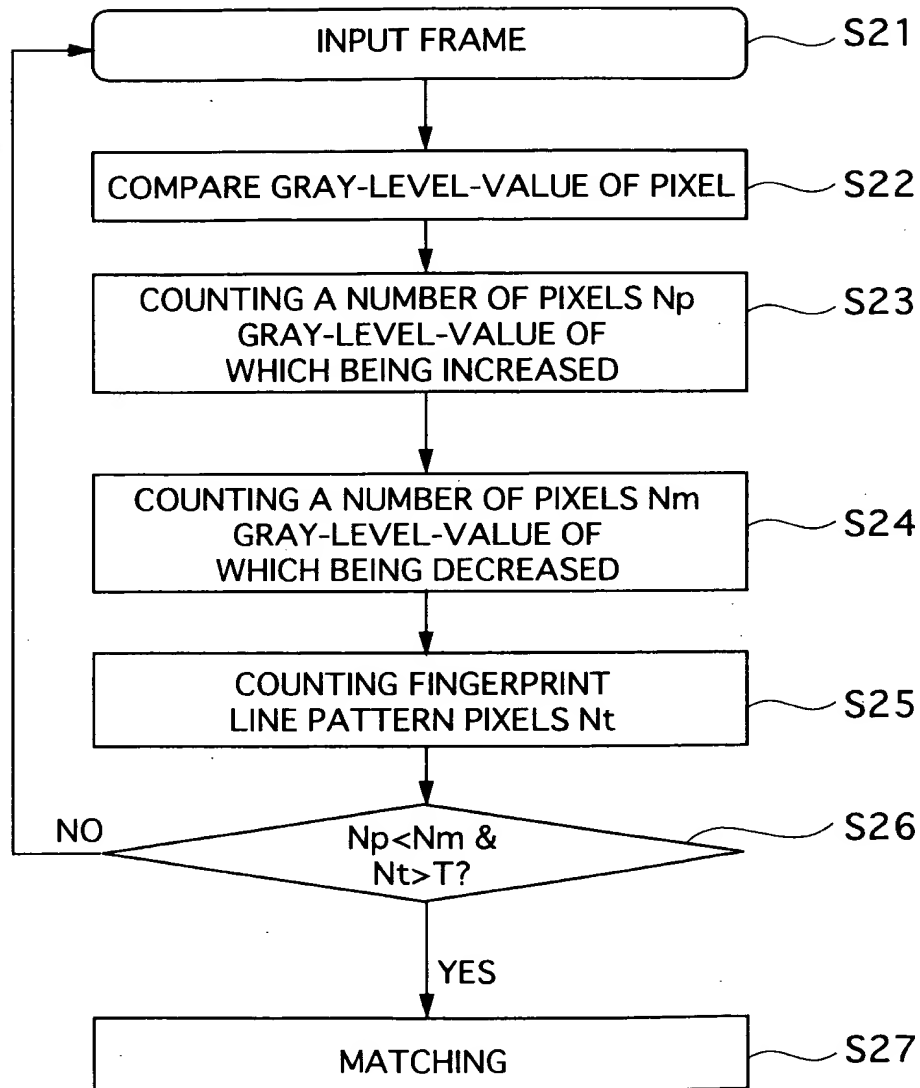 INPUT FRAME
S21
COMPARE GRAY-LEVEL-VALUE OF PIXEL
S22
COUNTING A NUMBER OF PIXELS Np
GRAY-LEVEL-VALUE OF
WHICH BEING INCREASED
S23
COUNTING A NUMBER OF PIXELS Nm
GRAY-LEVEL-VALUE OF
WHICH BEING DECREASED
S24
COUNTING FINGERPRINT
LINE PATTERN PIXELS Nt
S25
NO
Np<Nm &
Nt>T?
S26
YES
MATCHING
S27